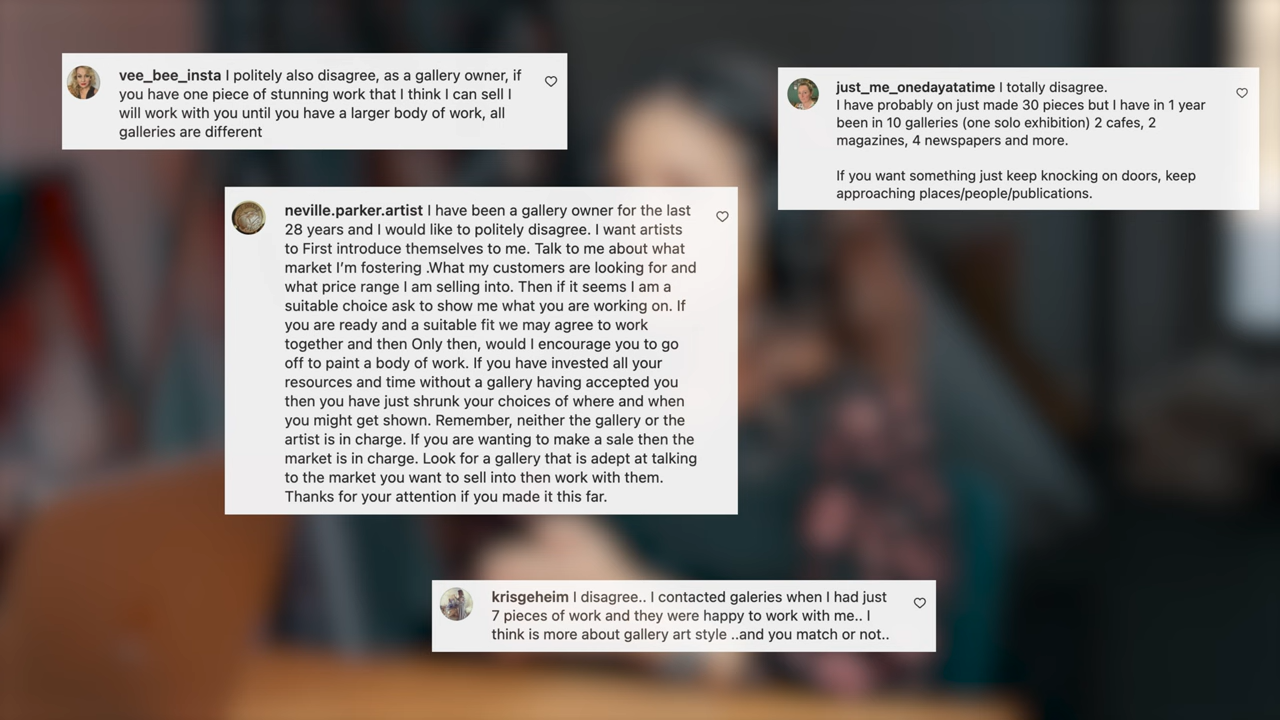 vee_bee_insta I politely also disagree, as a gallery owner, if
you have one piece of stunning work that I think I can sell I
will work with you until you have a larger body of work, all
galleries are different
just_me_onedayatatime I totally disagree.
I have probably on just made 30 pieces but I have in 1 year
been in 10 galleries (one solo exhibition) 2 cafes, 2
magazines, 4 newspapers and more.
If you want something just keep knocking on doors, keep
approaching places/people/publications.
neville.parker.artist I have been a gallery owner for the last
28 years and I would like to politely disagree. I want artists
to First introduce themselves to me. Talk to me about what
market I'm fostering .What my customers are looking for and
what price range I am selling into. Then if it seems I am a
suitable choice ask to show me what you are working on. If
you are ready and a suitable fit we may agree to work
together and then Only then, would I encourage you to go
off to paint a body of work. If you have invested all your
resources and time without a gallery having accepted you
then you have just shrunk your choices of where and when
you might get shown. Remember, neither the gallery or the
artist is in charge. If you are wanting to make a sale then the
market is in charge. Look for a gallery that is adept at talking
to the market you want to sell into then work with them.
Thanks for your attention if you made it this far.
krisgeheim I disagree.. I contacted galeries when I had just
7 pieces of work and they were happy to work with me.. I
think is more about gallery art style ..and you match or not..